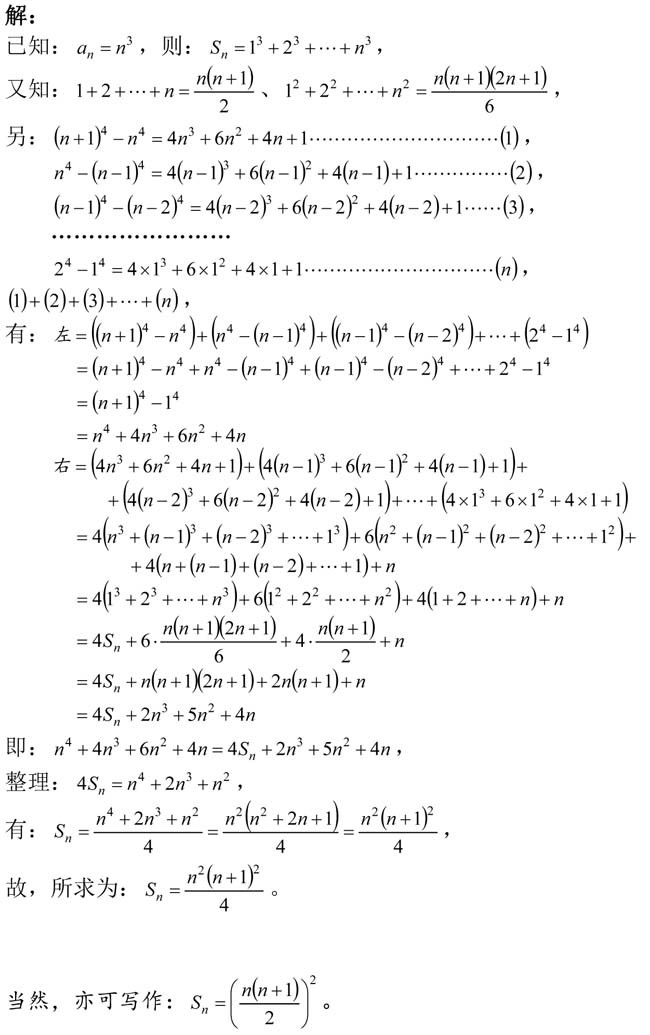 解：
已知：aₙ = n³，则：Sₙ = 1³ + 2³ + ⋯ + n³，
又知：1 + 2 + ⋯ + n = n(n+1)/2、1² + 2² + ⋯ + n² = n(n+1)(2n+1)/6，
另：(n+1)⁴ − n⁴ = 4n³ + 6n² + 4n + 1⋯⋯⋯⋯⋯⋯⋯⋯⋯⋯(1)，
n⁴ − (n−1)⁴ = 4(n−1)³ + 6(n−1)² + 4(n−1) + 1⋯⋯⋯⋯⋯(2)，
(n−1)⁴ − (n−2)⁴ = 4(n−2)³ + 6(n−2)² + 4(n−2) + 1⋯⋯(3)，
⋯⋯⋯⋯⋯⋯⋯⋯
2⁴ − 1⁴ = 4×1³ + 6×1² + 4×1 + 1⋯⋯⋯⋯⋯⋯⋯⋯⋯⋯(n)，
(1)+(2)+(3)+⋯+(n)，
有：左 = ((n+1)⁴ − n⁴) + (n⁴ − (n−1)⁴) + ((n−1)⁴ − (n−2)⁴) + ⋯ + (2⁴ − 1⁴)
= (n+1)⁴ − n⁴ + n⁴ − (n−1)⁴ + (n−1)⁴ − (n−2)⁴ + ⋯ + 2⁴ − 1⁴
= (n+1)⁴ − 1⁴
= n⁴ + 4n³ + 6n² + 4n
右 = (4n³ + 6n² + 4n + 1) + (4(n−1)³ + 6(n−1)² + 4(n−1) + 1) +
+ (4(n−2)³ + 6(n−2)² + 4(n−2) + 1) + ⋯ + (4×1³ + 6×1² + 4×1 + 1)
= 4(n³ + (n−1)³ + (n−2)³ + ⋯ + 1³) + 6(n² + (n−1)² + (n−2)² + ⋯ + 1²) +
+ 4(n + (n−1) + (n−2) + ⋯ + 1) + n
= 4(1³ + 2³ + ⋯ + n³) + 6(1² + 2² + ⋯ + n²) + 4(1 + 2 + ⋯ + n) + n
= 4Sₙ + 6·n(n+1)(2n+1)/6 + 4·n(n+1)/2 + n
= 4Sₙ + n(n+1)(2n+1) + 2n(n+1) + n
= 4Sₙ + 2n³ + 5n² + 4n
即：n⁴ + 4n³ + 6n² + 4n = 4Sₙ + 2n³ + 5n² + 4n，
整理：4Sₙ = n⁴ + 2n³ + n²，
有：Sₙ = (n⁴ + 2n³ + n²)/4 = n²(n² + 2n + 1)/4 = n²(n+1)²/4，
故，所求为：Sₙ = n²(n+1)²/4。
当然，亦可写作：Sₙ = (n(n+1)/2)²。